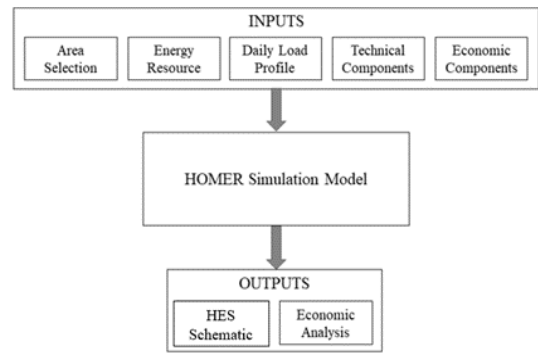 INPUTS
Area
Selection
Energy
Resource
Daily Load
Profile
Technical
Components
Economic
Components
HOMER Simulation Model
OUTPUTS
HES
Schematic
Economic
Analysis